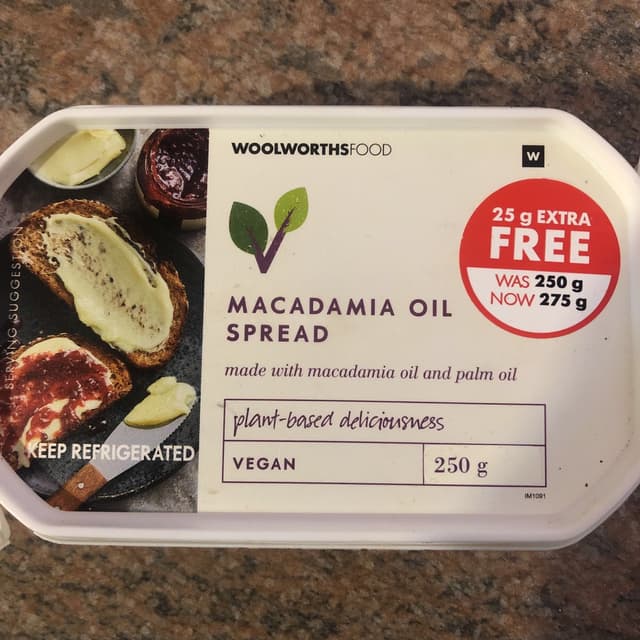 WOOLWORTHSFOOD
W
25 g EXTRA
FREE
WAS 250 g
NOW 275 g
MACADAMIA OIL
SPREAD
made with macadamia oil and palm oil
plant-based deliciousness
VEGAN
250 g
IM1091
SERVING SUGGESTION
KEEP REFRIGERATED